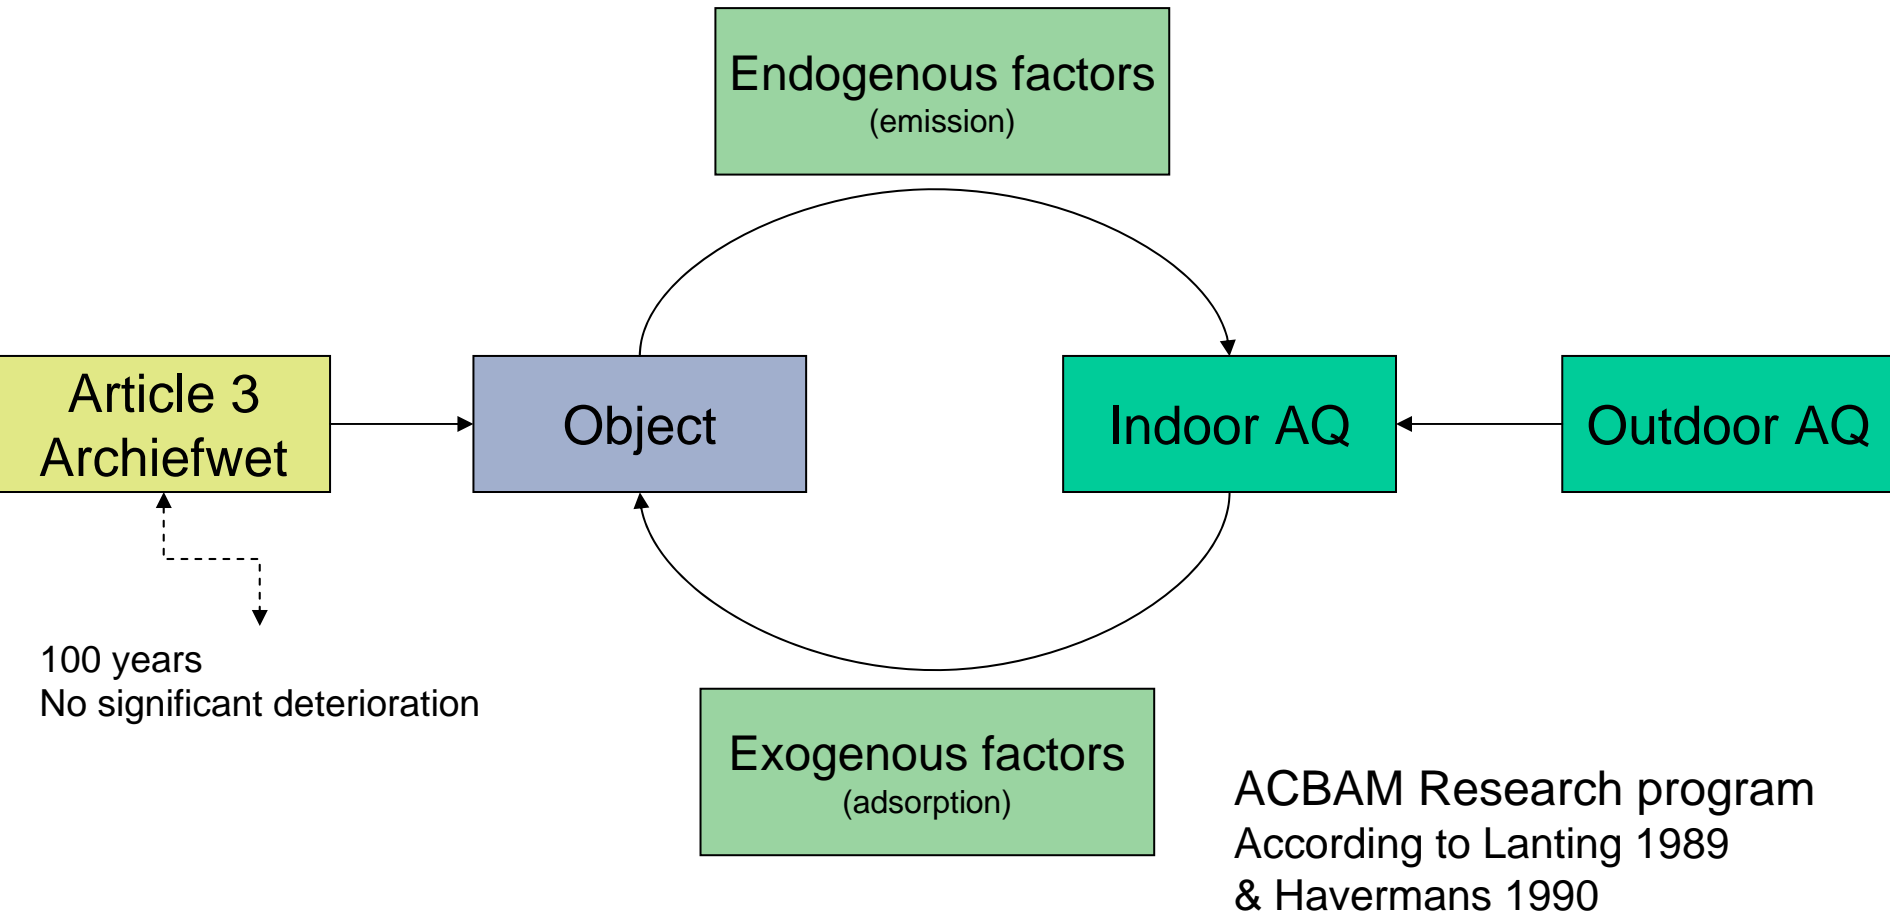 Endogenous factors
(emission)
Article 3
Archiefwet
Object
Indoor AQ
Outdoor AQ
100 years
No significant deterioration
Exogenous factors
(adsorption)
ACBAM Research program
According to Lanting 1989
& Havermans 1990